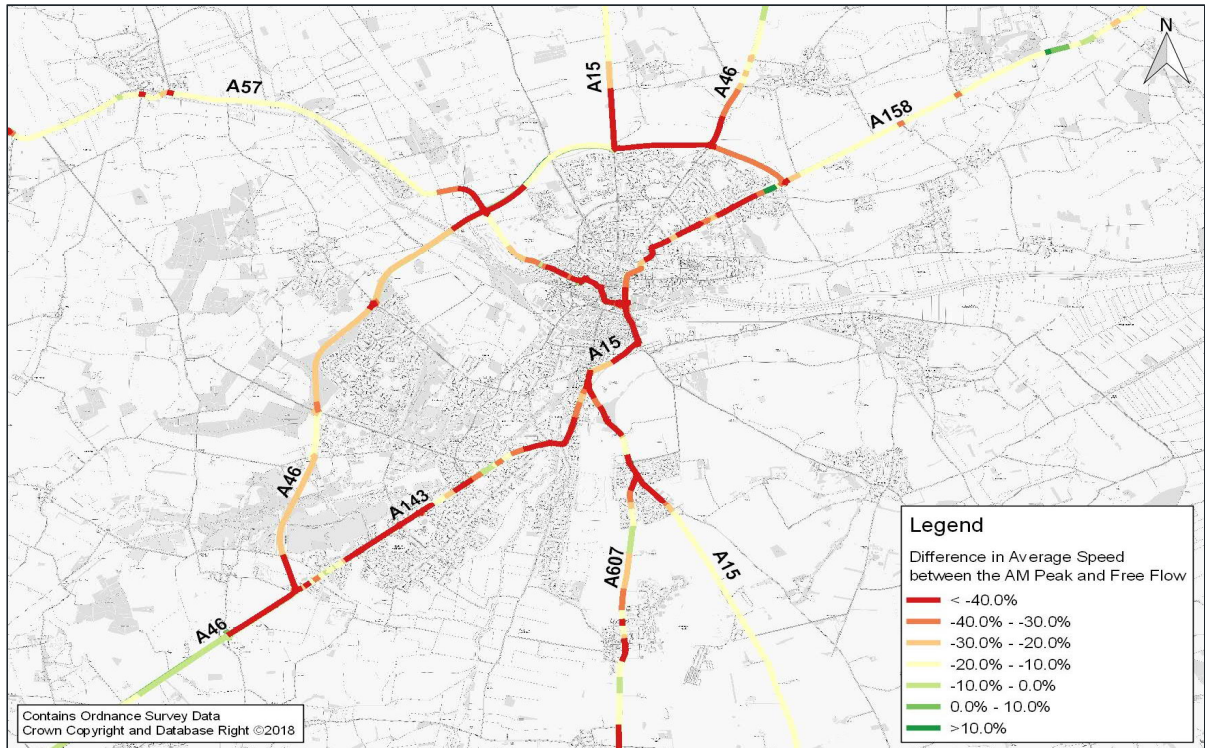 N
A57
A15
A46
A158
A15
A46
A143
A607
A15
A46
Legend
Difference in Average Speed
between the AM Peak and Free Flow
< -40.0%
-40.0% - -30.0%
-30.0% - -20.0%
-20.0% - -10.0%
-10.0% - 0.0%
0.0% - 10.0%
>10.0%
Contains Ordnance Survey Data
Crown Copyright and Database Right ©2018